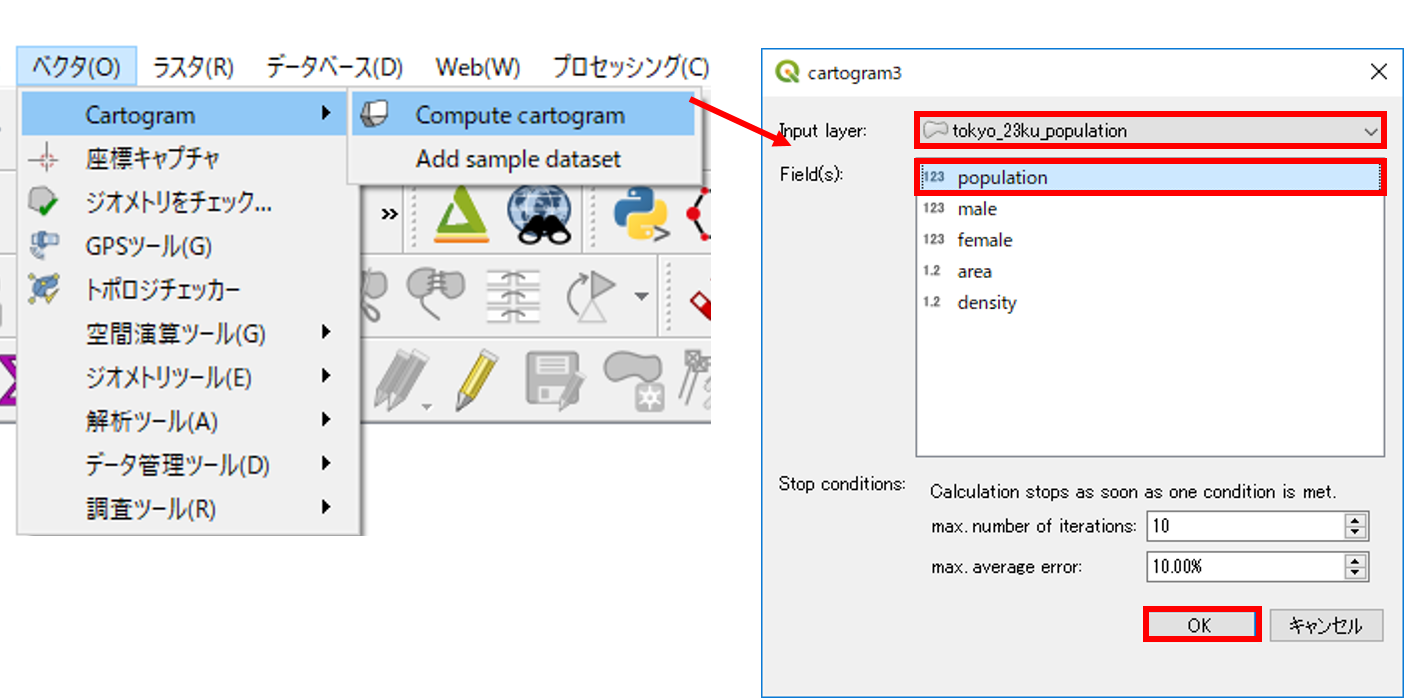 ベクタ(O) ラスタ(R) データベース(D) Web(W) プロセッシング(C)
Cartogram
Compute cartogram
座標キャプチャ
Add sample dataset
ジオメトリをチェック...
GPSツール(G)
トポロジチェッカー
空間演算ツール(G)
ジオメトリツール(E)
解析ツール(A)
データ管理ツール(D)
調査ツール(R)
cartogram3
Input layer: tokyo_23ku_population
Field(s): 123 population
123 male
123 female
1.2 area
1.2 density
Stop conditions: Calculation stops as soon as one condition is met.
max. number of iterations: 10
max. average error: 10.00%
OK キャンセル